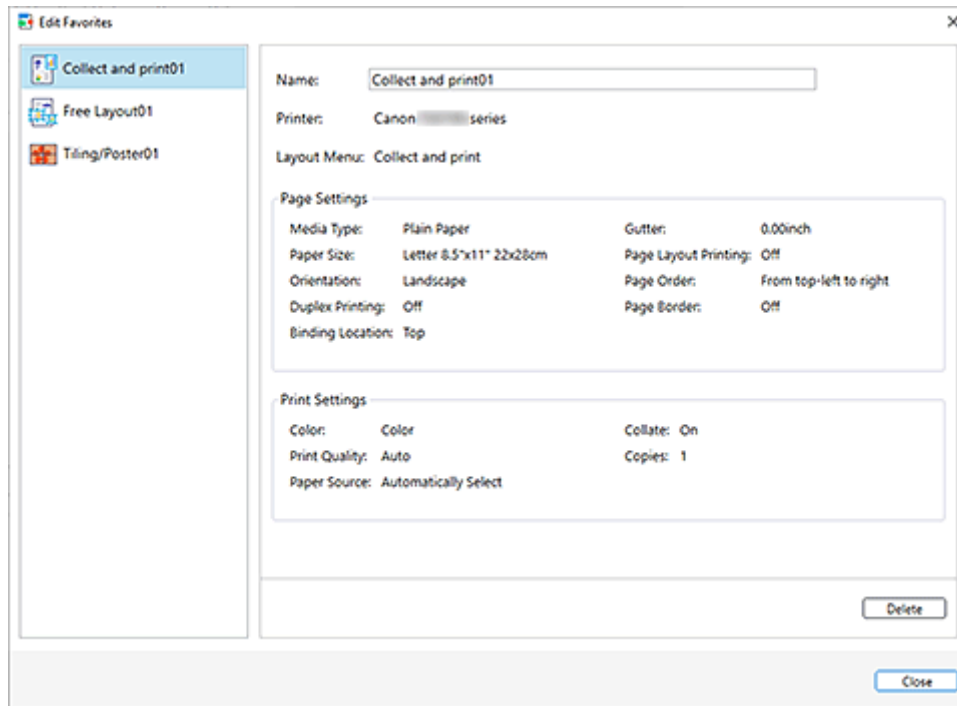 Edit Favorites
Collect and print01
Free Layout01
Tiling/Poster01
Name: Collect and print01
Printer: Canon series
Layout Menu: Collect and print
Page Settings
Media Type: Plain Paper Gutter: 0.00inch
Paper Size: Letter 8.5"x11" 22x28cm Page Layout Printing: Off
Orientation: Landscape Page Order: From top-left to right
Duplex Printing: Off Page Border: Off
Binding Location: Top
Print Settings
Color: Color Collate: On
Print Quality: Auto Copies: 1
Paper Source: Automatically Select
Delete
Close